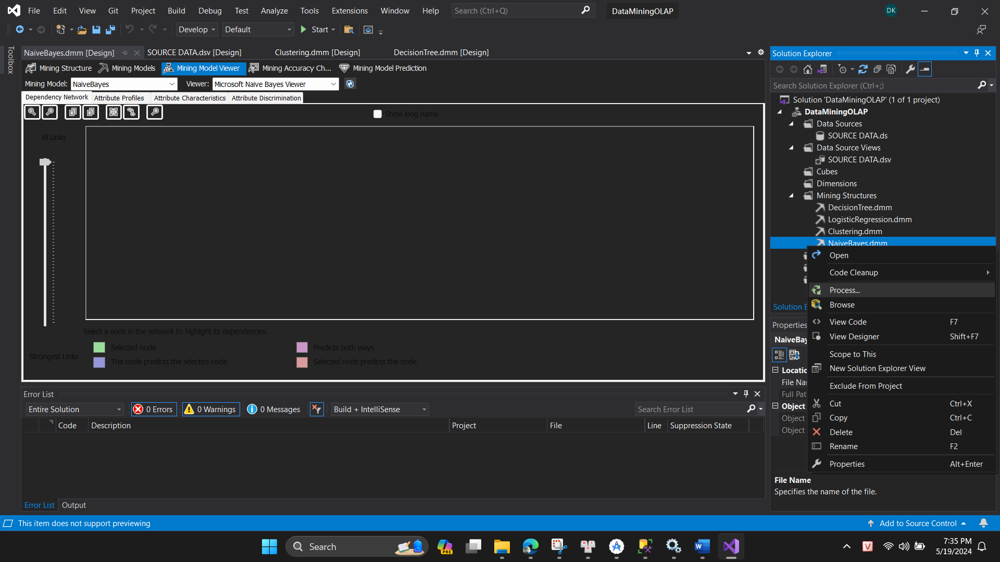 File Edit View Git Project Build Debug Test Analyze Tools Extensions Window Help Search (Ctrl+Q) DataMiningOLAP DK
Develop Default Start
Toolbox
NaiveBayes.dmm [Design] SOURCE DATA.dsv [Design] Clustering.dmm [Design] DecisionTree.dmm [Design]
Mining Structure Mining Models Mining Model Viewer Mining Accuracy Ch... Mining Model Prediction
Mining Model: NaiveBayes Viewer: Microsoft Naive Bayes Viewer
Dependency Network Attribute Profiles Attribute Characteristics Attribute Discrimination
Show long name
All Links
Select a node in the network to highlight its dependencies.
Selected node Predicts both ways
Strongest Links
This node predicts the selected node Selected node predicts this node
Error List
Entire Solution 0 Errors 0 Warnings 0 Messages Build + IntelliSense Search Error List
Code Description Project File Line Suppression State
Error List Output
Solution Explorer
Search Solution Explorer (Ctrl+;)
Solution 'DataMiningOLAP' (1 of 1 project)
DataMiningOLAP
Data Sources
SOURCE DATA.ds
Data Source Views
SOURCE DATA.dsv
Cubes
Dimensions
Mining Structures
DecisionTree.dmm
LogisticRegression.dmm
Clustering.dmm
NaiveBayes.dmm
Open
Code Cleanup
Process...
Browse
View Code F7
View Designer Shift+F7
Scope to This
New Solution Explorer View
Exclude From Project
Cut Ctrl+X
Copy Ctrl+C
Delete Del
Rename F2
Properties Alt+Enter
Solution E
Properties
NaiveBay
Locatio
File Nar
Full Pat
Object
Object
Object
File Name
Specifies the name of the file.
This item does not support previewing Add to Source Control
Search PRE V 7:35 PM
5/19/2024